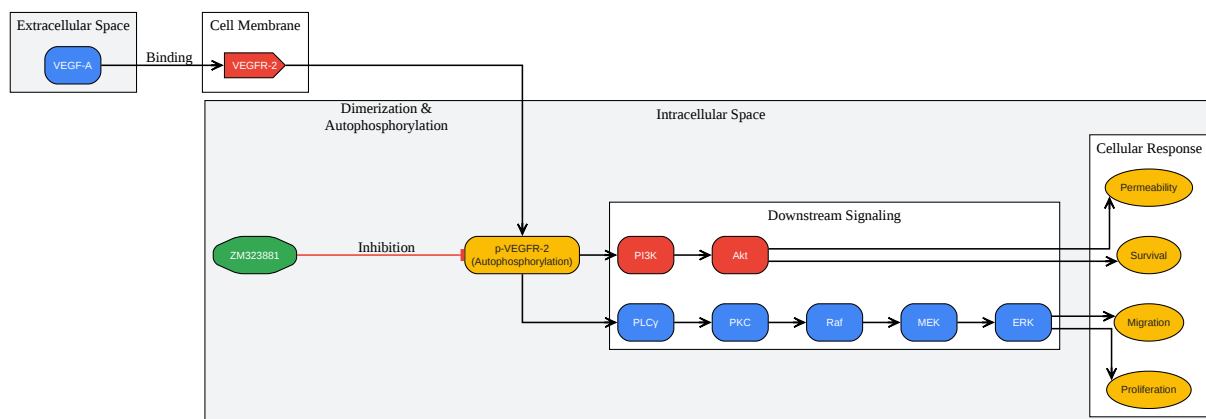 Extracellular Space
Cell Membrane
VEGF-A
Binding
VEGFR-2
Dimerization &
Autophosphorylation
Intracellular Space
Cellular Response
Permeability
Downstream Signaling
ZM323881
Inhibition
p-VEGFR-2
(Autophosphorylation)
PI3K
Akt
Survival
PLCγ
PKC
Raf
MEK
ERK
Migration
Proliferation